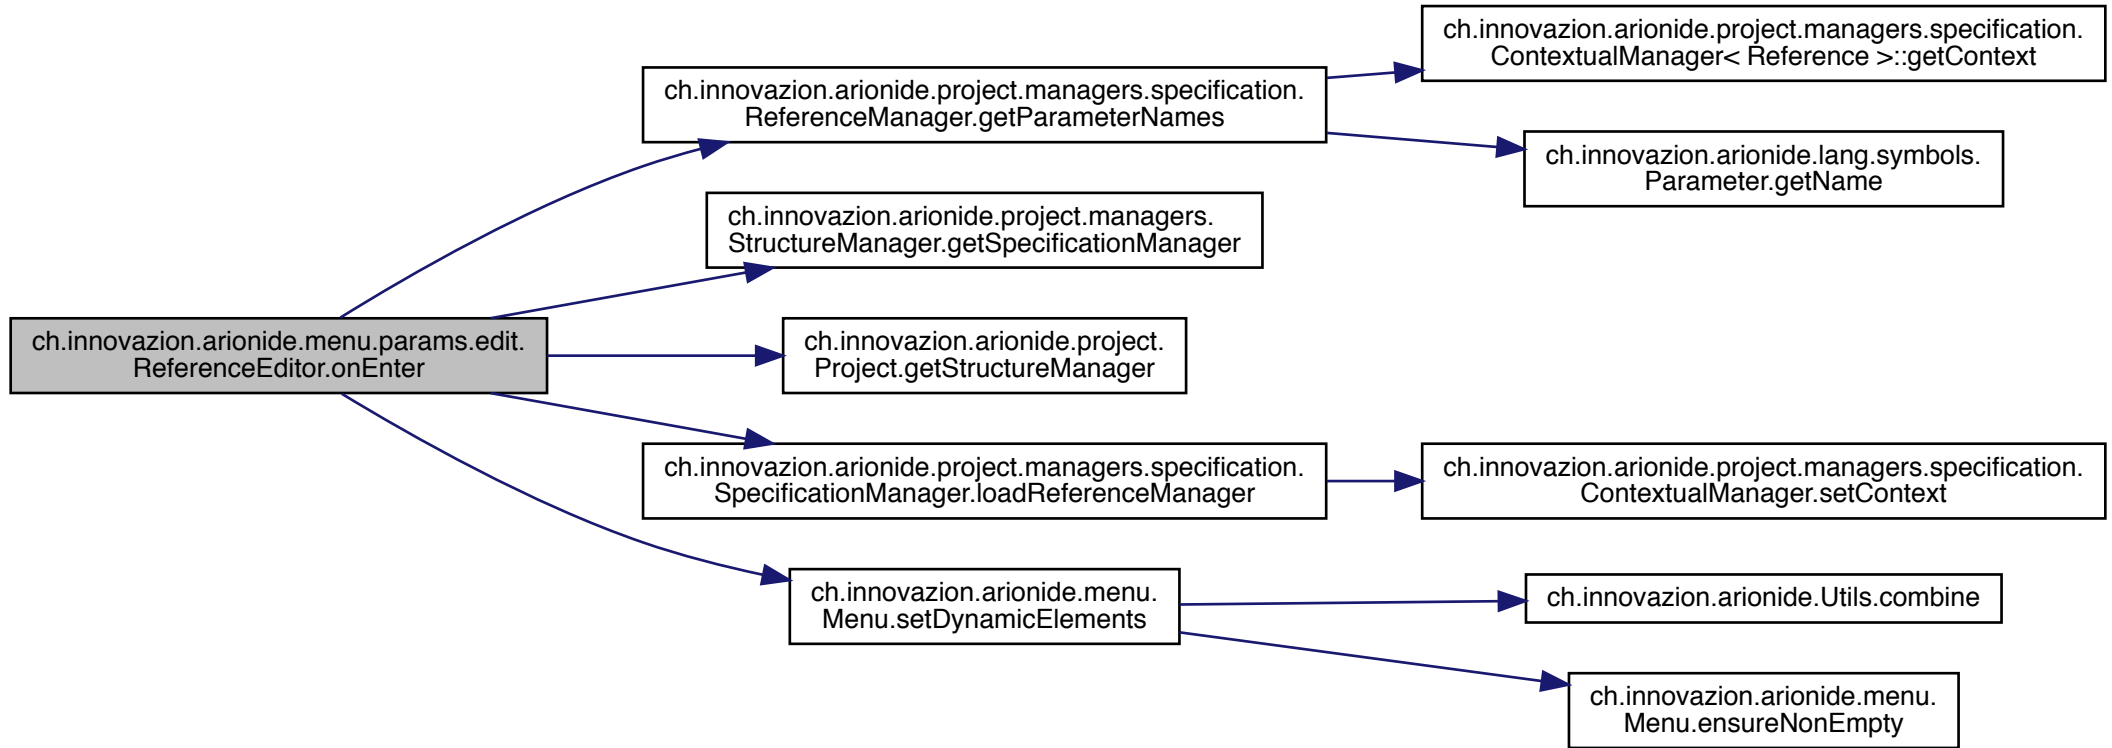 ch.innovazion.arionide.project.managers.specification.
ContextualManager< Reference >::getContext
ch.innovazion.arionide.project.managers.specification.
ReferenceManager.getParameterNames
ch.innovazion.arionide.lang.symbols.
Parameter.getName
ch.innovazion.arionide.project.managers.
StructureManager.getSpecificationManager
ch.innovazion.arionide.menu.params.edit.
ReferenceEditor.onEnter
ch.innovazion.arionide.project.
Project.getStructureManager
ch.innovazion.arionide.project.managers.specification.
SpecificationManager.loadReferenceManager
ch.innovazion.arionide.project.managers.specification.
ContextualManager.setContext
ch.innovazion.arionide.menu.
Menu.setDynamicElements
ch.innovazion.arionide.Utils.combine
ch.innovazion.arionide.menu.
Menu.ensureNonEmpty